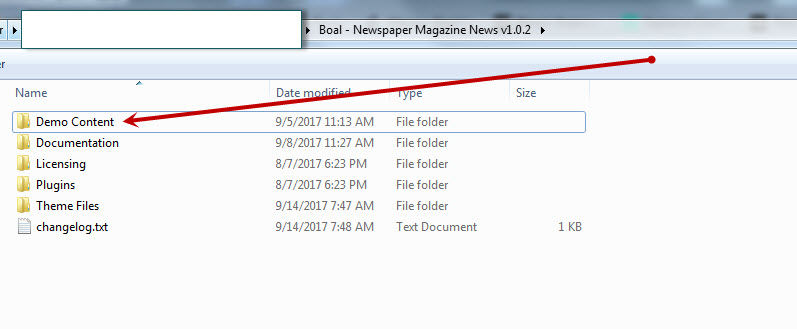 r Boal - Newspaper Magazine News v1.0.2
er
Name Date modified Type Size
Demo Content 9/5/2017 11:13 AM File folder
Documentation 9/8/2017 11:27 AM File folder
Licensing 8/7/2017 6:23 PM File folder
Plugins 8/7/2017 6:23 PM File folder
Theme Files 9/14/2017 7:47 AM File folder
changelog.txt 9/14/2017 7:48 AM Text Document 1 KB